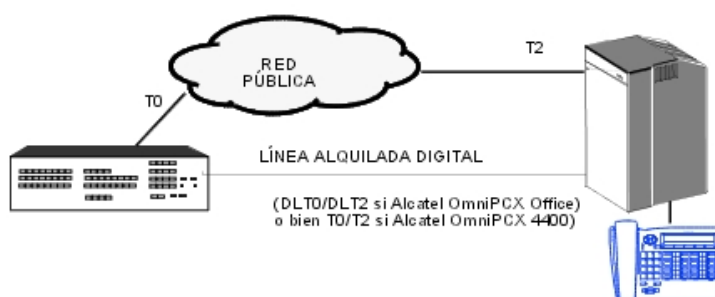 RED
PÚBLICA
T2
T0
LÍNEA ALQUILADA DIGITAL
(DLT0/DLT2 si Alcatel OmniPCX Office)
o bien T0/T2 si Alcatel OmniPCX 4400)